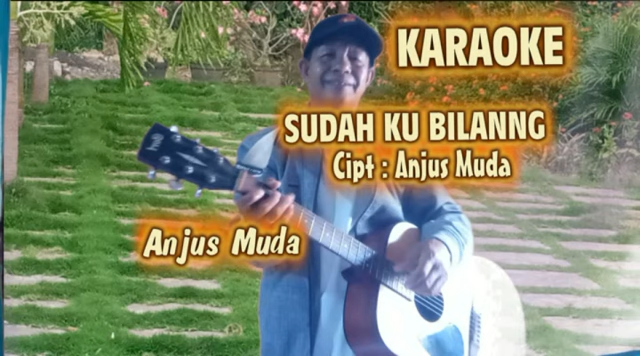 KARAOKE
SUDAH KU BILANNG
Cipt : Anjus Muda
Anjus Muda